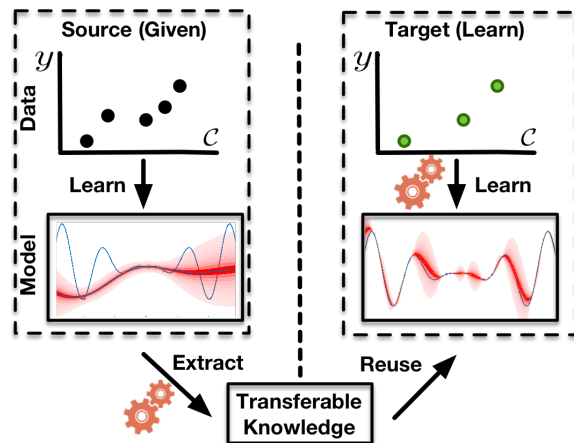 Source (Given)
Target (Learn)
Data
y
C
y
C
Learn
Learn
Model
Extract
Reuse
Transferable
Knowledge